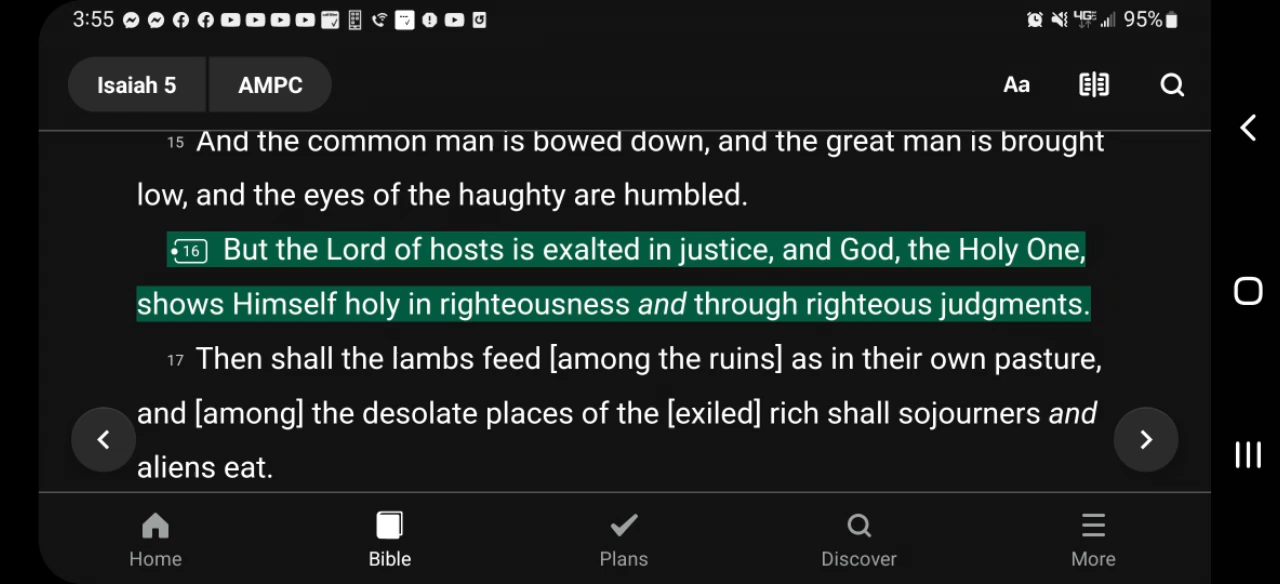 3:55
4GE
95%
Isaiah 5
AMPC
Aa
15 And the common man is bowed down, and the great man is brought
low, and the eyes of the haughty are humbled.
16 But the Lord of hosts is exalted in justice, and God, the Holy One,
shows Himself holy in righteousness and through righteous judgments.
17 Then shall the lambs feed [among the ruins] as in their own pasture,
and [among] the desolate places of the [exiled] rich shall sojourners and
aliens eat.
Home
Bible
Plans
Discover
More